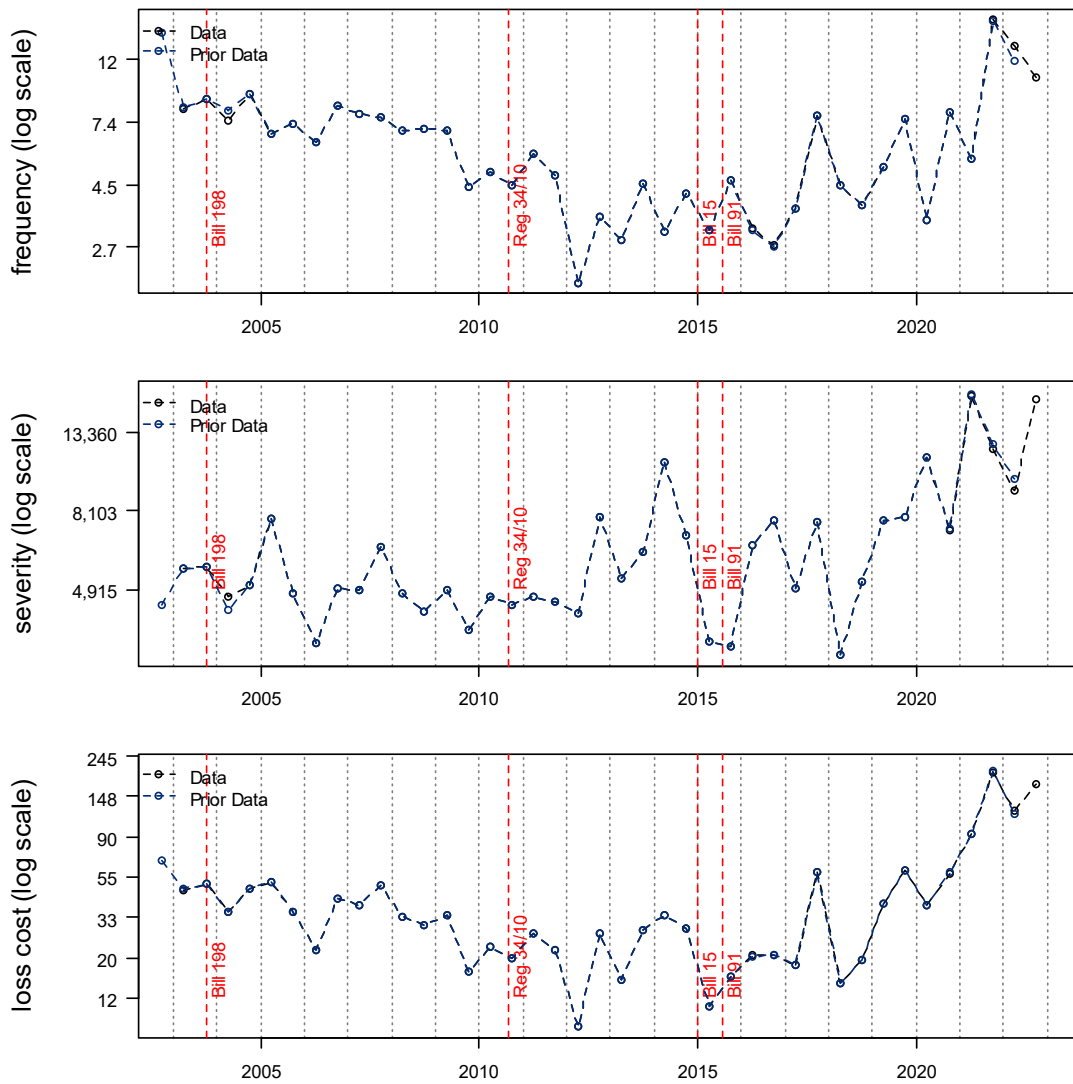 frequency (log scale)
12
7.4
4.5
2.7
Data
Prior Data
Bill 198
Reg 34/10
Bill 15
Bill 91
2005
2010
2015
2020
severity (log scale)
13,360
8,103
4,915
Data
Prior Data
Bill 198
Reg 34/10
Bill 15
Bill 91
2005
2010
2015
2020
loss cost (log scale)
245
148
90
55
33
20
12
Data
Prior Data
Bill 198
Reg 34/10
Bill 15
Bill 91
2005
2010
2015
2020